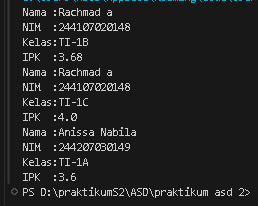 Nama :Rachmad a
NIM  :244107020148
Kelas:TI-1B
IPK  :3.68
Nama :Rachmad a
NIM  :244107020148
Kelas:TI-1C
IPK  :4.0
Nama :Anissa Nabila
NIM  :244207030149
Kelas:TI-1A
IPK  :3.6
PS D:\praktikumS2\ASD\praktikum asd 2>